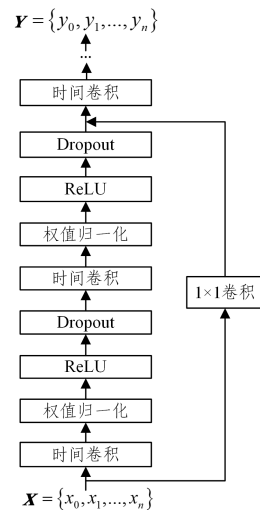 Y = {y₀, y₁,..., yₙ}
...
时间卷积
Dropout
ReLU
权值归一化
时间卷积
1×1卷积
Dropout
ReLU
权值归一化
时间卷积
X = {x₀, x₁,..., xₙ}